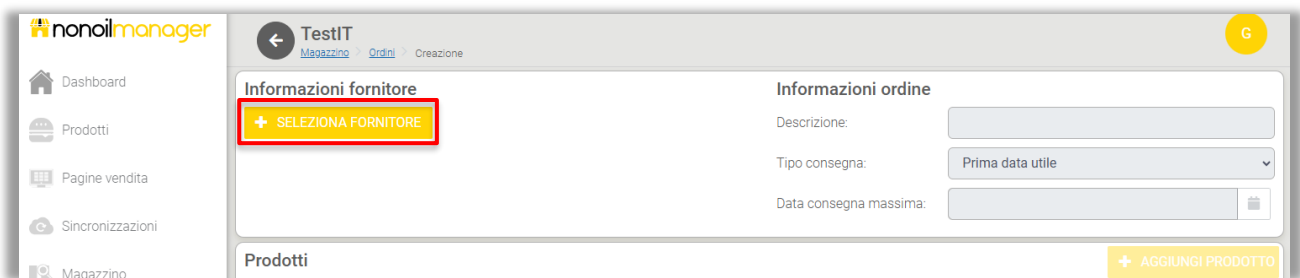 nonoilmanager
TestIT
G
Magazzino > Ordini > Creazione
Dashboard
Prodotti
Pagine vendita
Sincronizzazioni
Magazzino
Informazioni fornitore
+ SELEZIONA FORNITORE
Informazioni ordine
Descrizione:
Tipo consegna: Prima data utile
Data consegna massima:
Prodotti
+ AGGIUNGI PRODOTTO